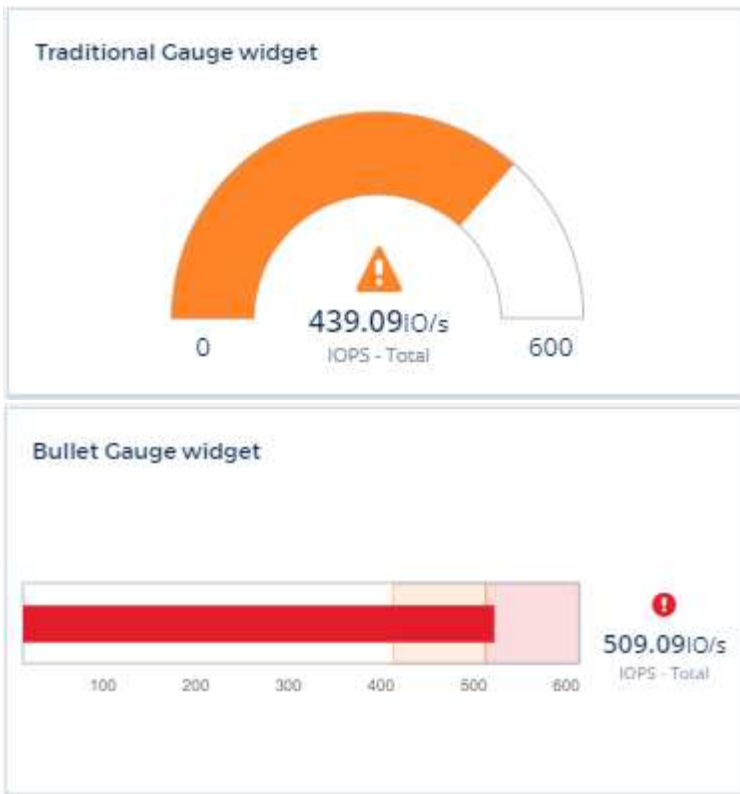 Traditional Gauge widget
439.09IO/s
0
IOPS - Total
600
Bullet Gauge widget
509.09IO/s
IOPS - Total
100 200 300 400 500 600